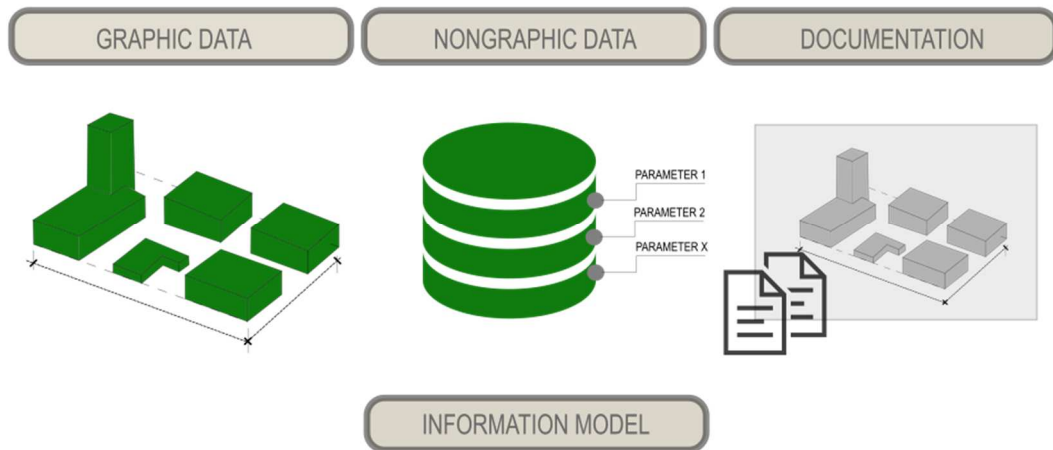 GRAPHIC DATA
NONGRAPHIC DATA
DOCUMENTATION
PARAMETER 1
PARAMETER 2
PARAMETER X
INFORMATION MODEL